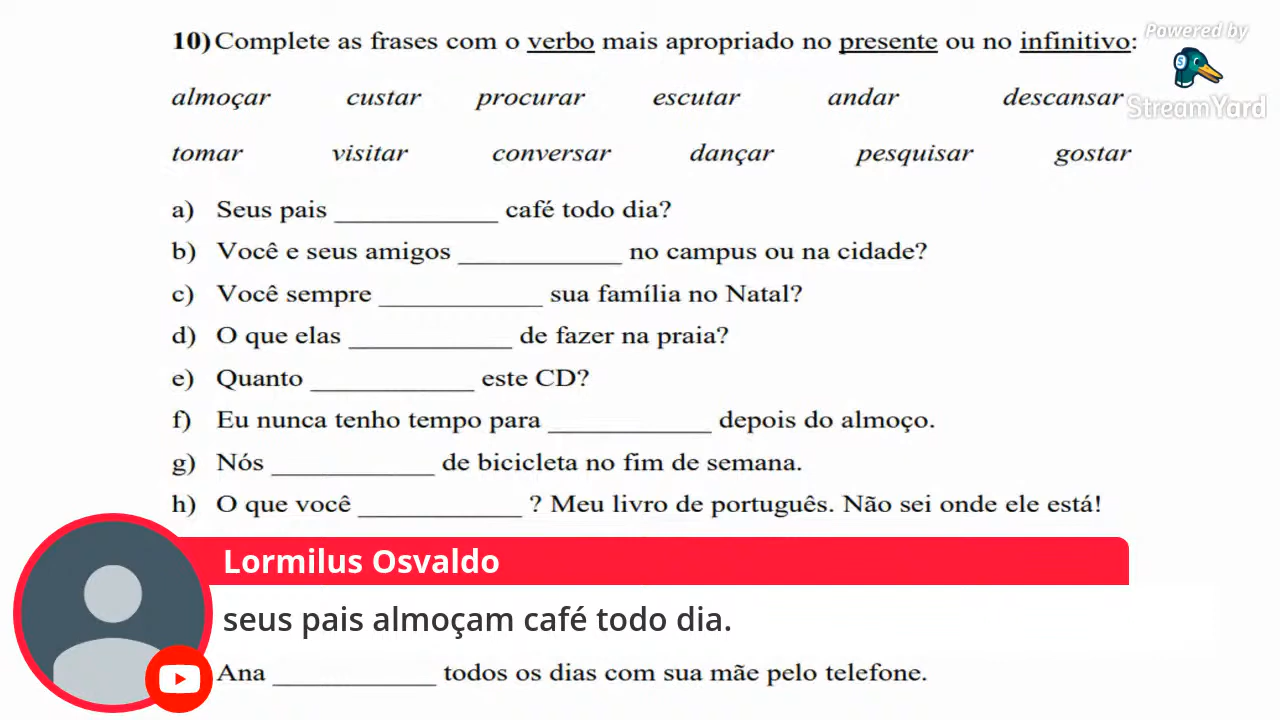 Powered by
StreamYard
10) Complete as frases com o verbo mais apropriado no presente ou no infinitivo:
almoçar custar procurar escutar andar descansar
tomar visitar conversar dançar pesquisar gostar
a) Seus pais ____________ café todo dia?
b) Você e seus amigos ____________ no campus ou na cidade?
c) Você sempre ____________ sua família no Natal?
d) O que elas ____________ de fazer na praia?
e) Quanto ____________ este CD?
f) Eu nunca tenho tempo para ____________ depois do almoço.
g) Nós ____________ de bicicleta no fim de semana.
h) O que você ____________ ? Meu livro de português. Não sei onde ele está!
Lormilus Osvaldo
seus pais almoçam café todo dia.
Ana ____________ todos os dias com sua mãe pelo telefone.